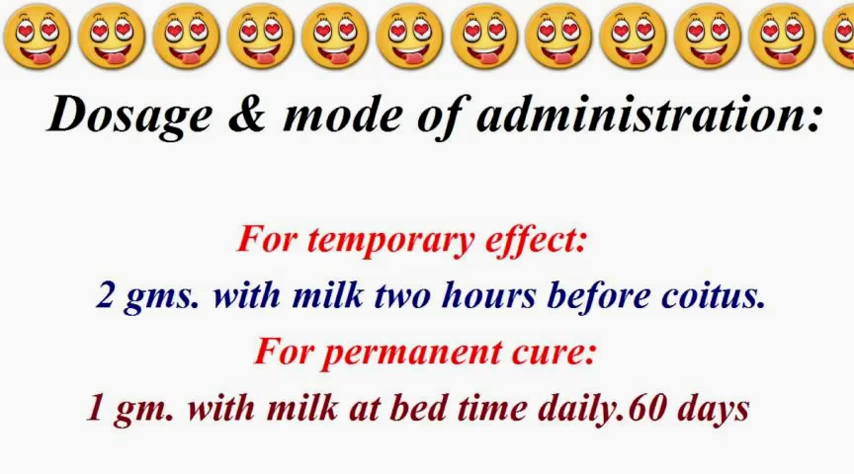 Dosage & mode of administration:
For temporary effect:
2 gms. with milk two hours before coitus.
For permanent cure:
1 gm. with milk at bed time daily.60 days